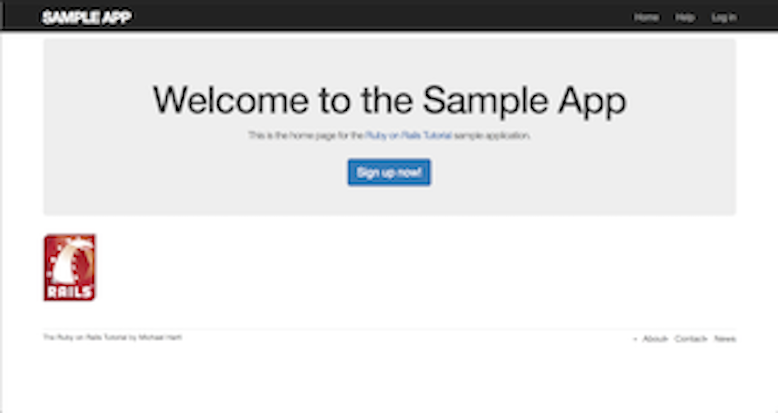 SAMPLE APP
Home Help Log in
Welcome to the Sample App
This is the home page for the Ruby on Rails Tutorial sample application.
Sign up now!
RAILS
The Ruby on Rails Tutorial by Michael Hartl
• About• Contact• News